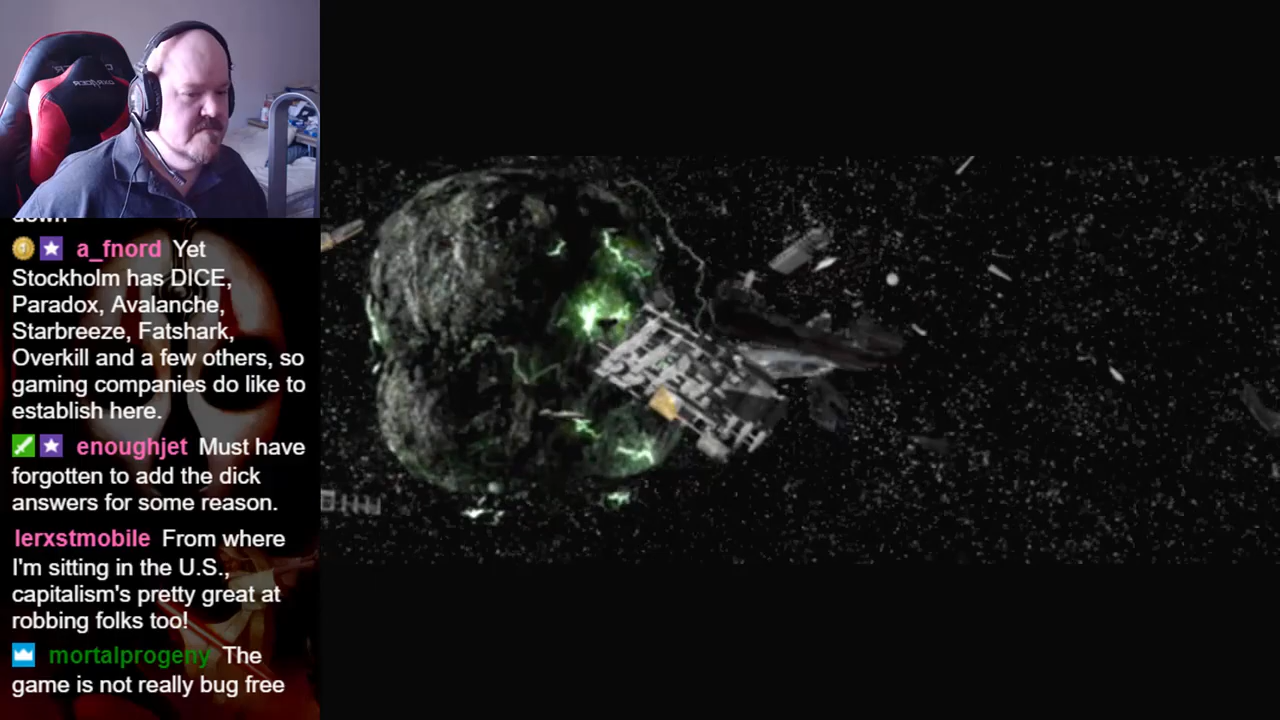 down
a_fnord Yet
Stockholm has DICE,
Paradox, Avalanche,
Starbreeze, Fatshark,
Overkill and a few others, so
gaming companies do like to
establish here.
enoughjet Must have
forgotten to add the dick
answers for some reason.
lerxstmobile From where
I'm sitting in the U.S.,
capitalism's pretty great at
robbing folks too!
mortalprogeny The
game is not really bug free